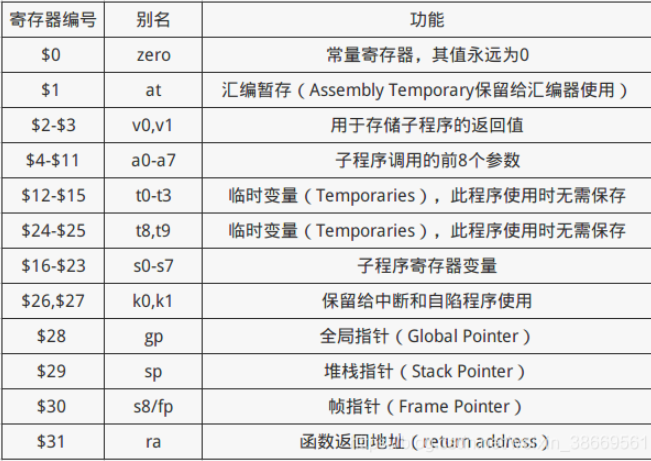 寄存器编号 别名 功能
$0 zero 常量寄存器，其值永远为0
$1 at 汇编暂存（Assembly Temporary保留给汇编器使用）
$2-$3 v0,v1 用于存储子程序的返回值
$4-$11 a0-a7 子程序调用的前8个参数
$12-$15 t0-t3 临时变量（Temporaries），此程序使用时无需保存
$24-$25 t8,t9 临时变量（Temporaries），此程序使用时无需保存
$16-$23 s0-s7 子程序寄存器变量
$26,$27 k0,k1 保留给中断和自陷程序使用
$28 gp 全局指针（Global Pointer）
$29 sp 堆栈指针（Stack Pointer）
$30 s8/fp 帧指针（Frame Pointer）
$31 ra 函数返回地址（return address）
38669561